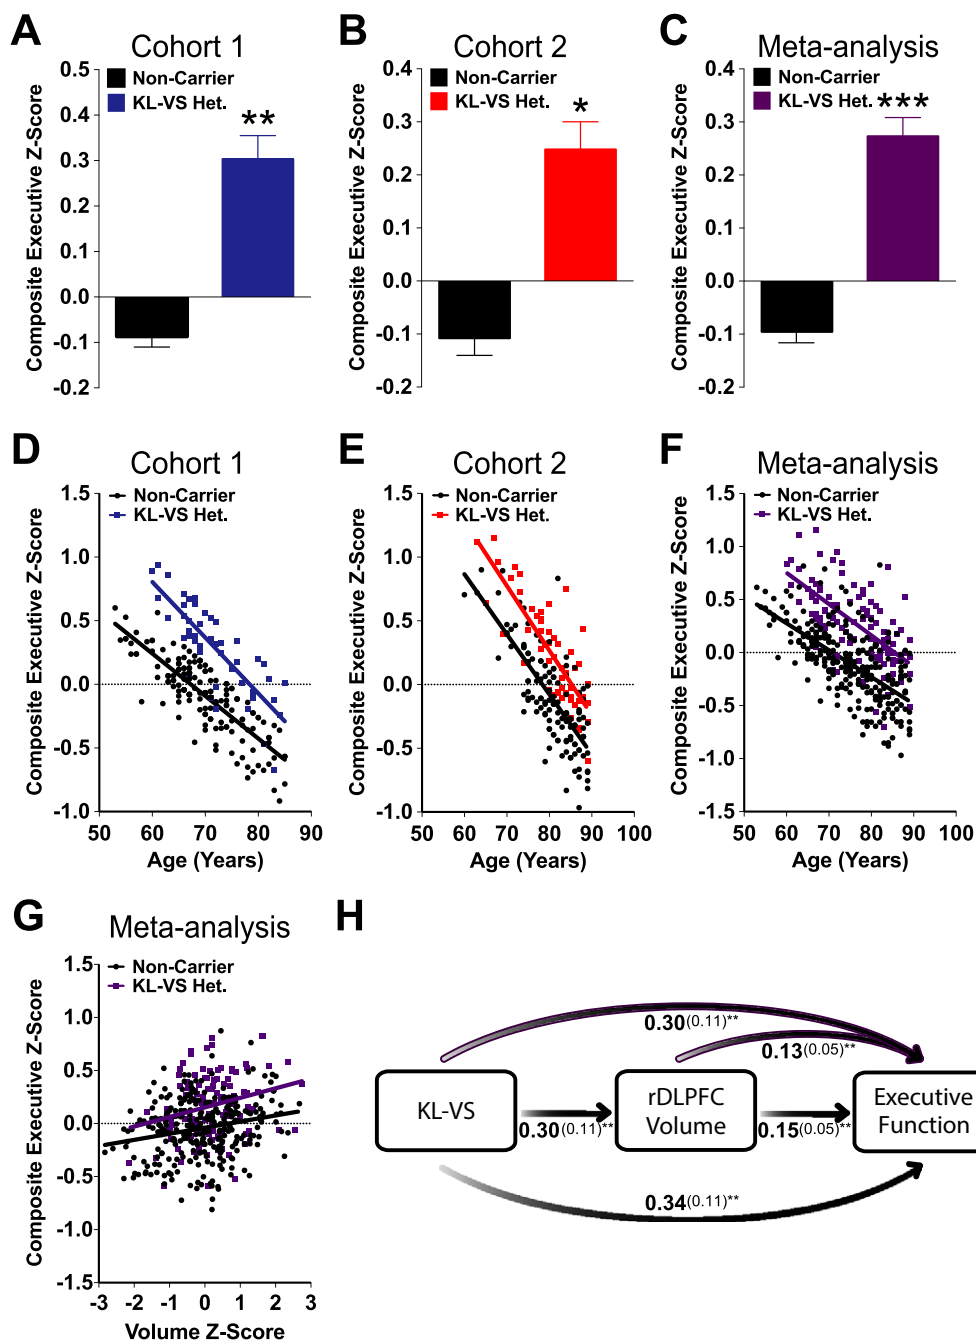 A
Cohort 1
Non-Carrier
KL-VS Het.
**
Composite Executive Z-Score
0.5
0.4
0.3
0.2
0.1
0.0
-0.1
-0.2
B
Cohort 2
Non-Carrier
KL-VS Het.
*
Composite Executive Z-Score
0.4
0.3
0.2
0.1
0.0
-0.1
-0.2
C
Meta-analysis
Non-Carrier
KL-VS Het.
***
Composite Executive Z-Score
0.4
0.3
0.2
0.1
0.0
-0.1
-0.2
D
Cohort 1
Non-Carrier
KL-VS Het.
Composite Executive Z-Score
1.5
1.0
0.5
0.0
-0.5
-1.0
50 60 70 80 90
Age (Years)
E
Cohort 2
Non-Carrier
KL-VS Het.
Composite Executive Z-Score
1.5
1.0
0.5
0.0
-0.5
-1.0
50 60 70 80 90 100
Age (Years)
F
Meta-analysis
Non-Carrier
KL-VS Het.
Composite Executive Z-Score
1.5
1.0
0.5
0.0
-0.5
-1.0
-1.5
50 60 70 80 90 100
Age (Years)
G
Meta-analysis
Non-Carrier
KL-VS Het.
Composite Executive Z-Score
1.5
1.0
0.5
0.0
-0.5
-1.0
-1.5
-3 -2 -1 0 1 2 3
Volume Z-Score
H
0.30(0.11)**
0.13(0.05)**
KL-VS
0.30(0.11)**
rDLPFC
Volume
0.15(0.05)**
Executive
Function
0.34(0.11)**